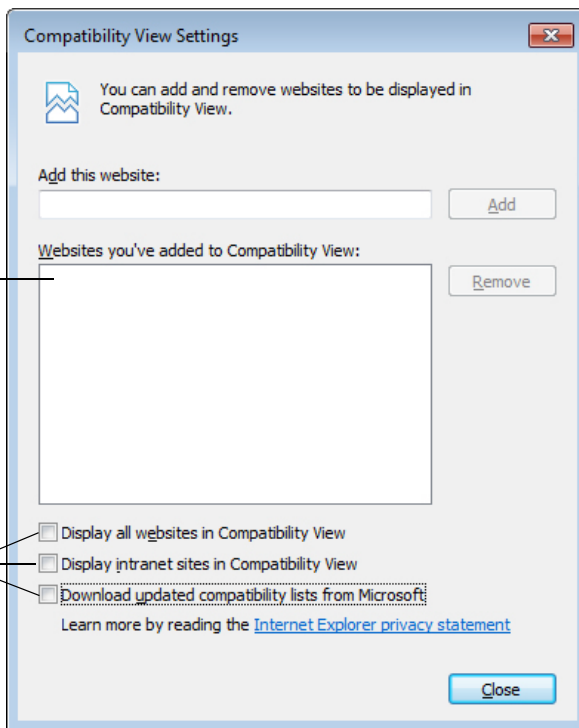 Compatibility View Settings
You can add and remove websites to be displayed in
Compatibility View.
Add this website:
Add
Websites you've added to Compatibility View:
Remove
Display all websites in Compatibility View
Display intranet sites in Compatibility View
Download updated compatibility lists from Microsoft
Learn more by reading the Internet Explorer privacy statement
Close